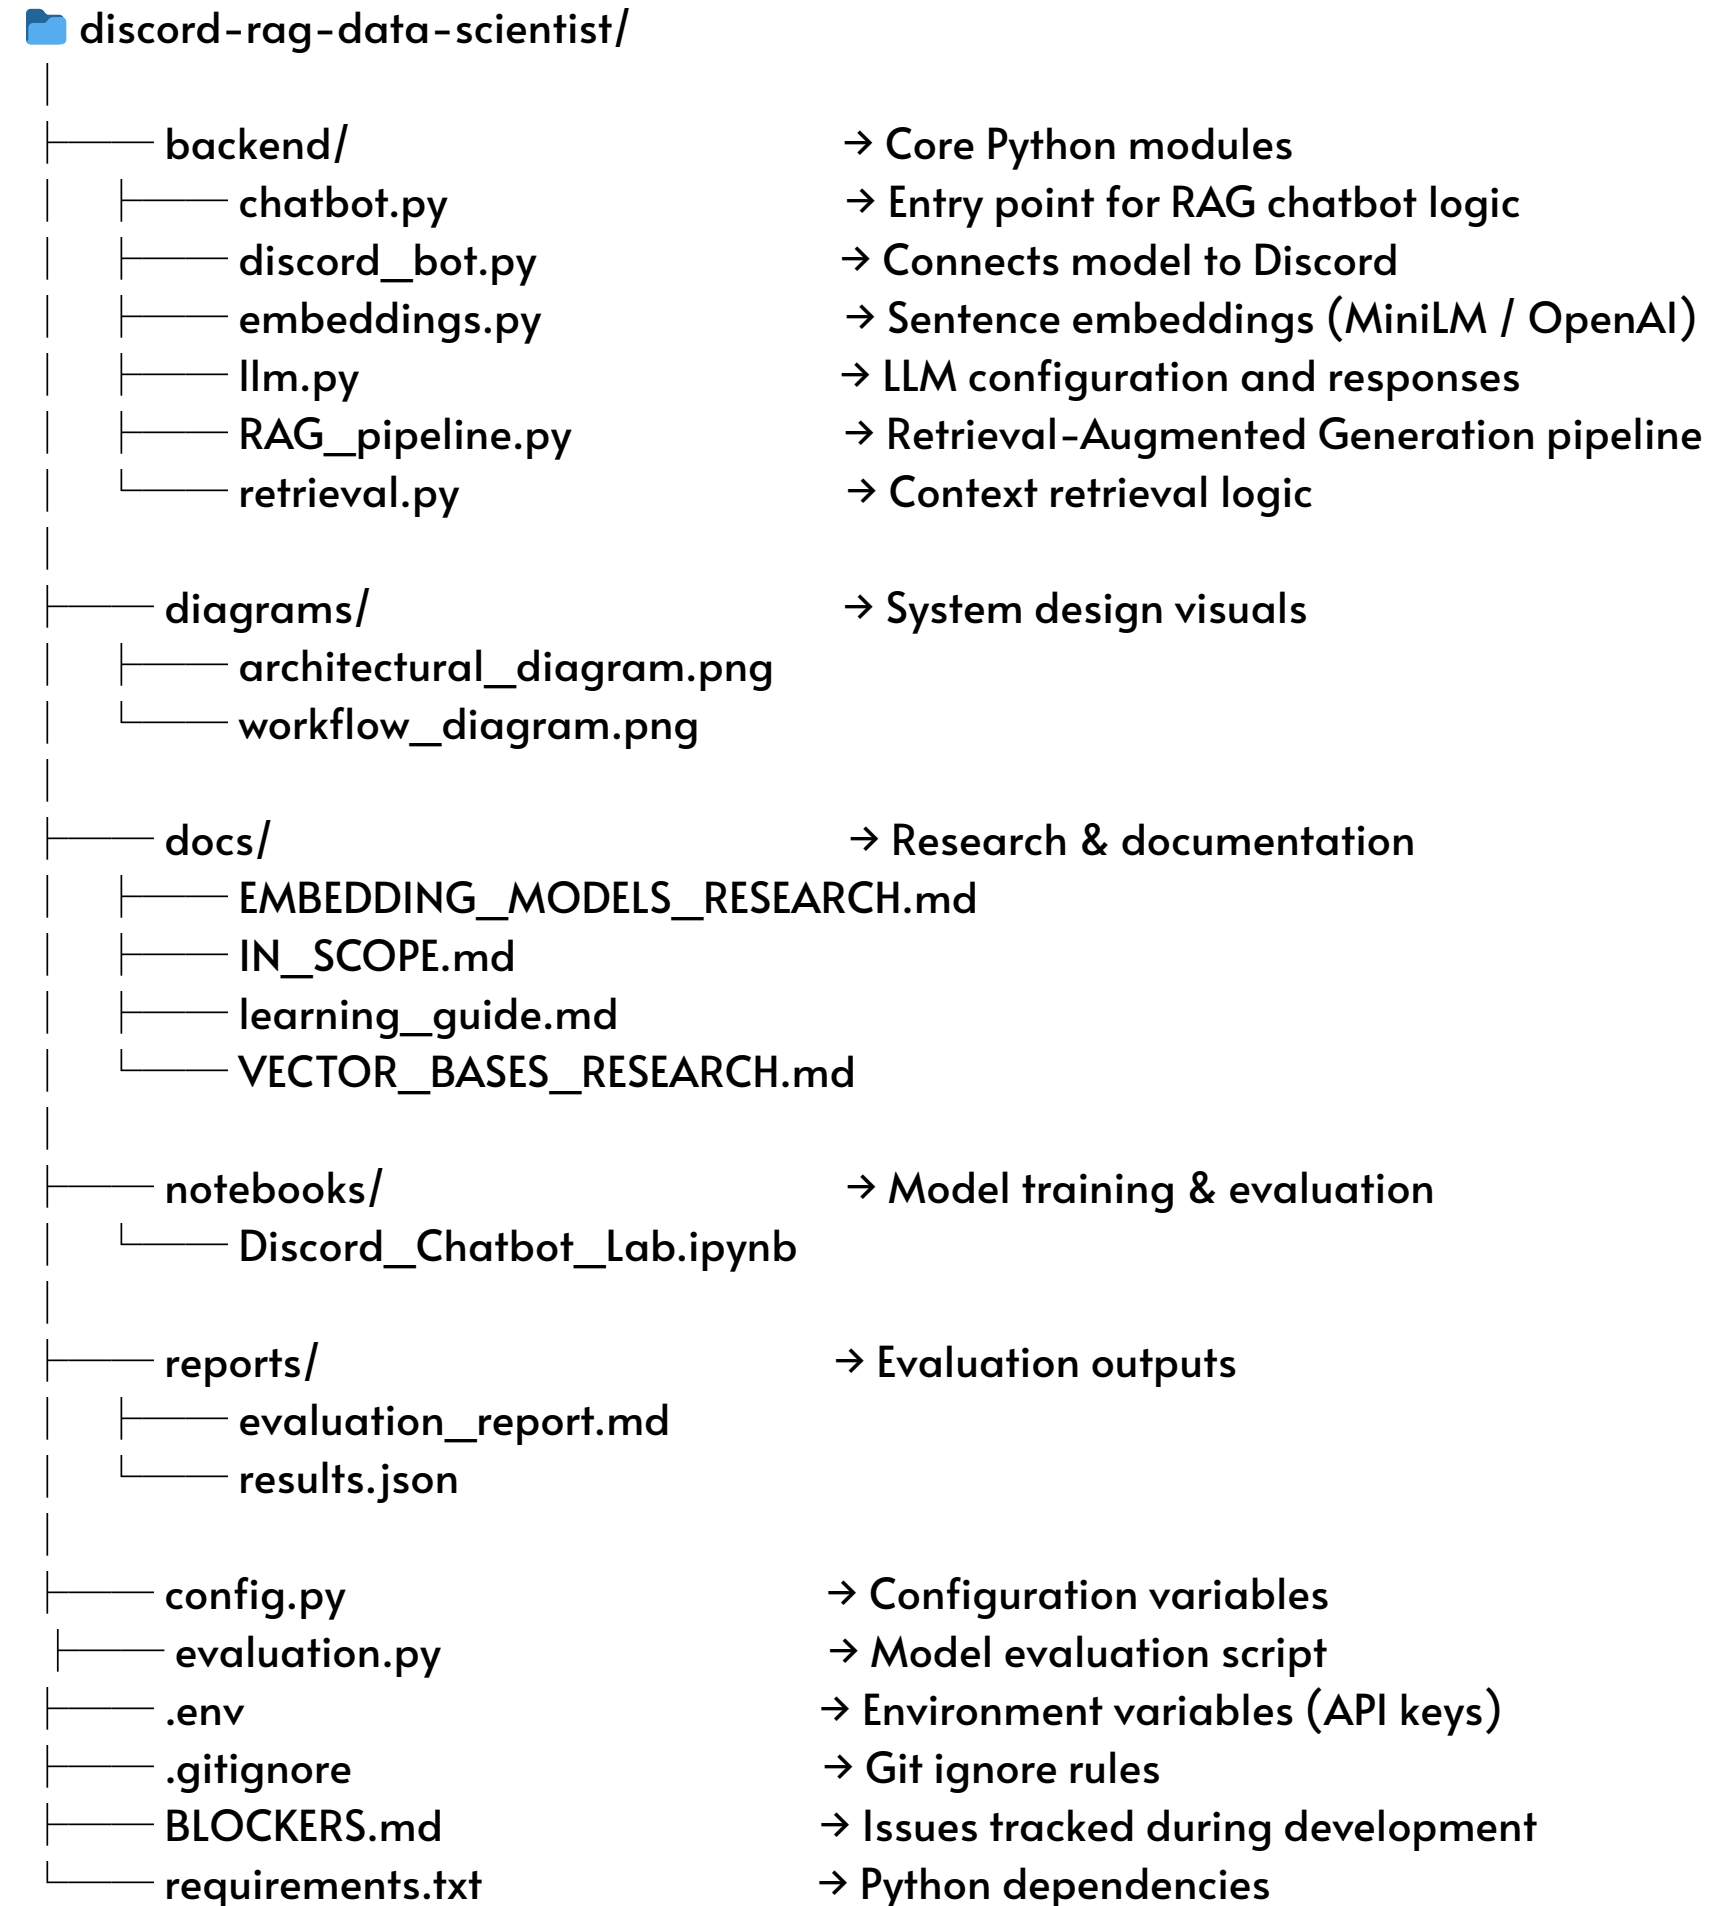 discord-rag-data-scientist/
backend/ → Core Python modules
chatbot.py → Entry point for RAG chatbot logic
discord_bot.py → Connects model to Discord
embeddings.py → Sentence embeddings (MiniLM / OpenAI)
llm.py → LLM configuration and responses
RAG_pipeline.py → Retrieval-Augmented Generation pipeline
retrieval.py → Context retrieval logic
diagrams/ → System design visuals
architectural_diagram.png
workflow_diagram.png
docs/ → Research & documentation
EMBEDDING_MODELS_RESEARCH.md
IN_SCOPE.md
learning_guide.md
VECTOR_BASES_RESEARCH.md
notebooks/ → Model training & evaluation
Discord_Chatbot_Lab.ipynb
reports/ → Evaluation outputs
evaluation_report.md
results.json
config.py → Configuration variables
evaluation.py → Model evaluation script
.env → Environment variables (API keys)
.gitignore → Git ignore rules
BLOCKERS.md → Issues tracked during development
requirements.txt → Python dependencies